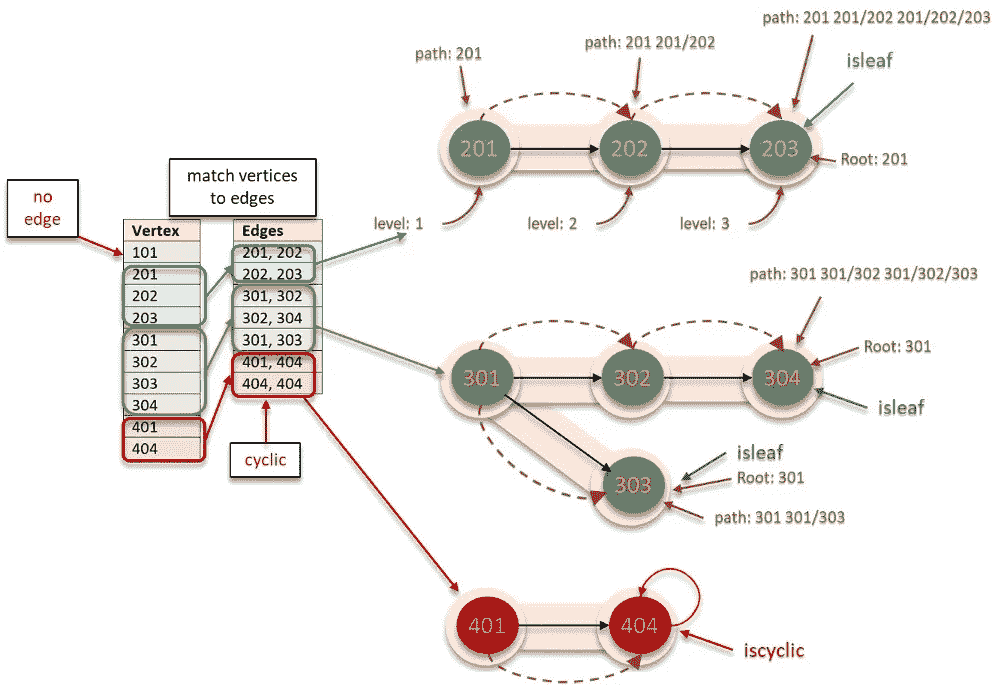 path: 201 201/202 201/202/203
path: 201 201/202
path: 201
isleaf
201
202
203
Root: 201
level: 1
level: 2
level: 3
no
edge
match vertices
to edges
Vertex
101
201
202
203
301
302
303
304
401
404
Edges
201, 202
202, 203
301, 302
302, 304
301, 303
401, 404
404, 404
cyclic
path: 301 301/302 301/302/303
301
302
304
Root: 301
isleaf
303
isleaf
Root: 301
path: 301 301/303
401
404
iscyclic